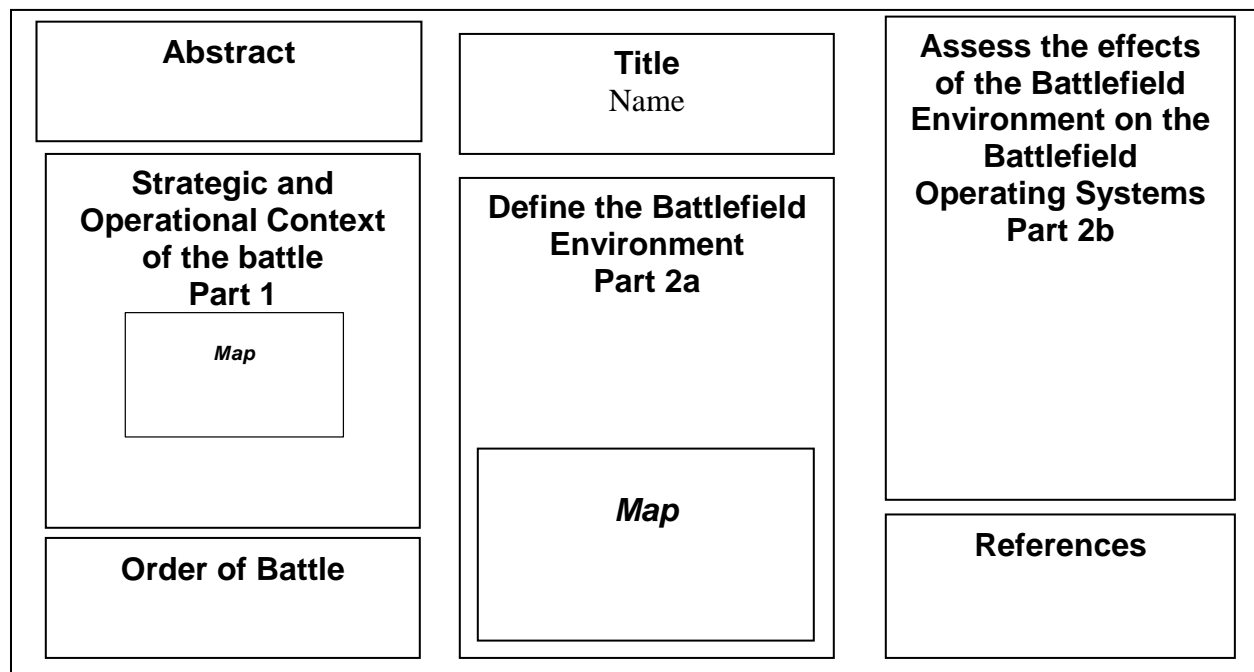 Abstract
Strategic and
Operational Context
of the battle
Part 1
Map
Order of Battle
Title
Name
Define the Battlefield
Environment
Part 2a
Map
Assess the effects
of the Battlefield
Environment on the
Battlefield
Operating Systems
Part 2b
References